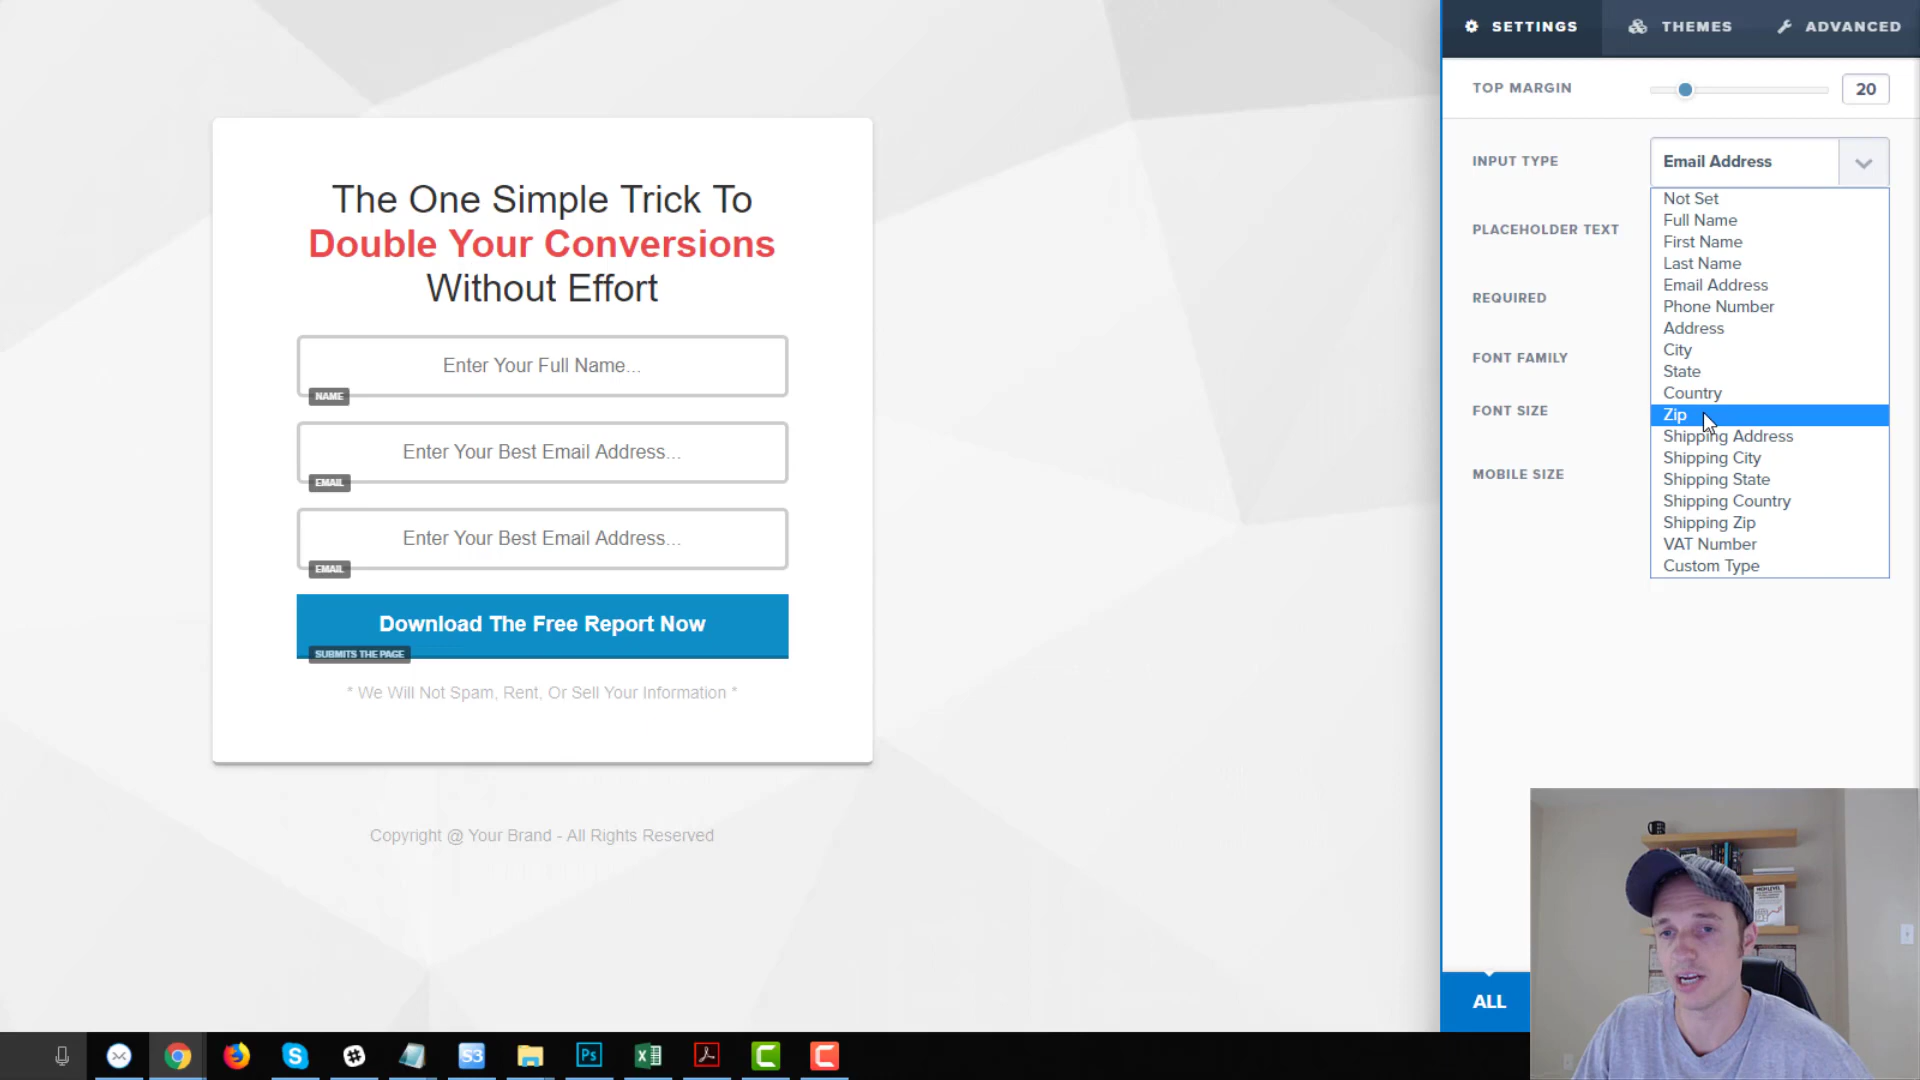 SETTINGS
THEMES
ADVANCED
TOP MARGIN
20
INPUT TYPE
Email Address
Not Set
Full Name
First Name
Last Name
Email Address
Phone Number
Address
City
State
Country
Zip
Shipping Address
Shipping City
Shipping State
Shipping Country
Shipping Zip
VAT Number
Custom Type
PLACEHOLDER TEXT
REQUIRED
FONT FAMILY
FONT SIZE
MOBILE SIZE
The One Simple Trick To
Double Your Conversions
Without Effort
Enter Your Full Name...
NAME
Enter Your Best Email Address...
EMAIL
Enter Your Best Email Address...
EMAIL
Download The Free Report Now
SUBMITS THE PAGE
* We Will Not Spam, Rent, Or Sell Your Information *
Copyright @ Your Brand - All Rights Reserved
ALL
S3
Ps